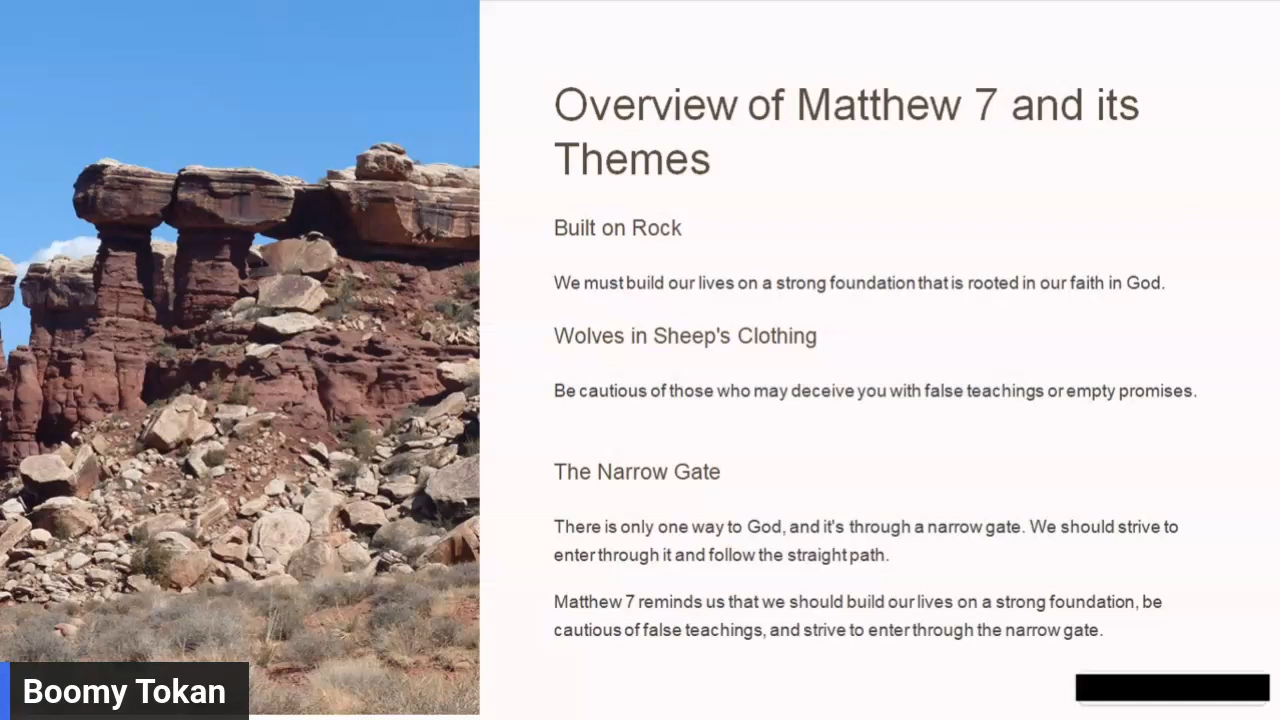 Overview of Matthew 7 and its
Themes
Built on Rock
We must build our lives on a strong foundation that is rooted in our faith in God.
Wolves in Sheep's Clothing
Be cautious of those who may deceive you with false teachings or empty promises.
The Narrow Gate
There is only one way to God, and it's through a narrow gate. We should strive to
enter through it and follow the straight path.
Matthew 7 reminds us that we should build our lives on a strong foundation, be
cautious of false teachings, and strive to enter through the narrow gate.
Boomy Tokan